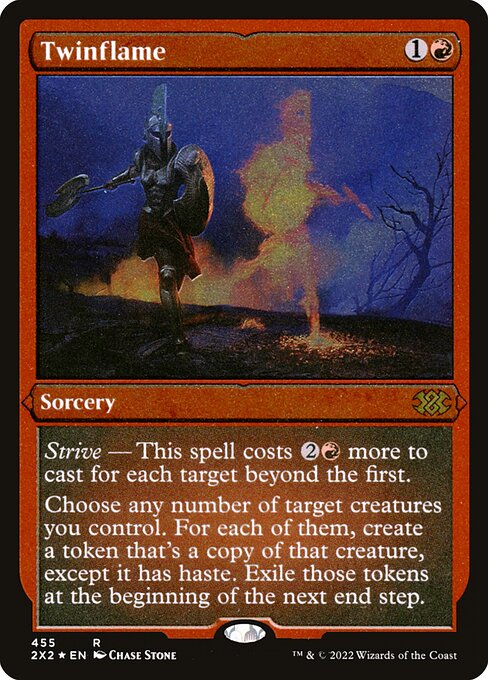 Twinflame 1
Sorcery
Strive — This spell costs 2 more to
cast for each target beyond the first.
Choose any number of target creatures
you control. For each of them, create
a token that's a copy of that creature,
except it has haste. Exile those tokens
at the beginning of the next end step.
455 R
2X2 ★ EN Chase Stone
™ & © 2022 Wizards of the Coast